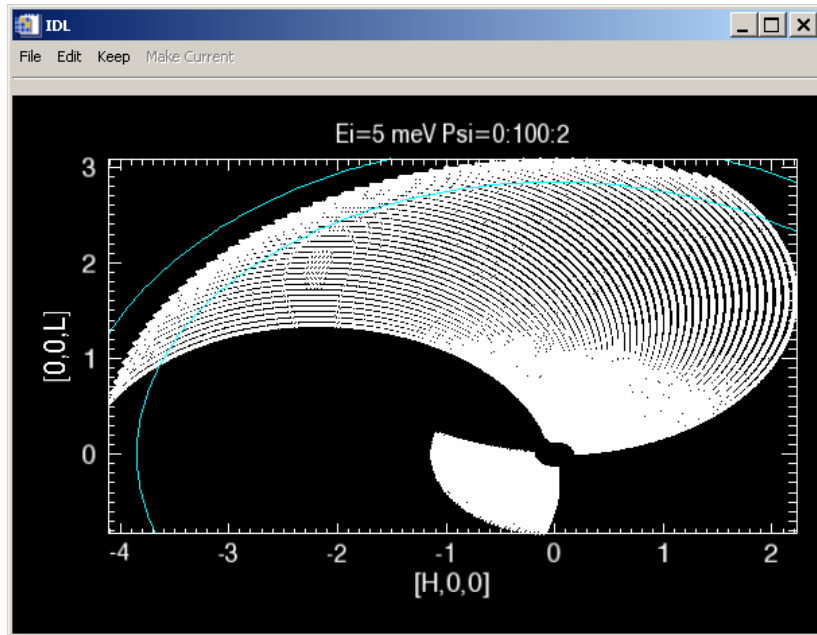 IDL
File Edit Keep Make Current
Ei=5 meV Psi=0:100:2
3
2
1
0
[0,0,L]
-4 -3 -2 -1 0 1 2
[H,0,0]